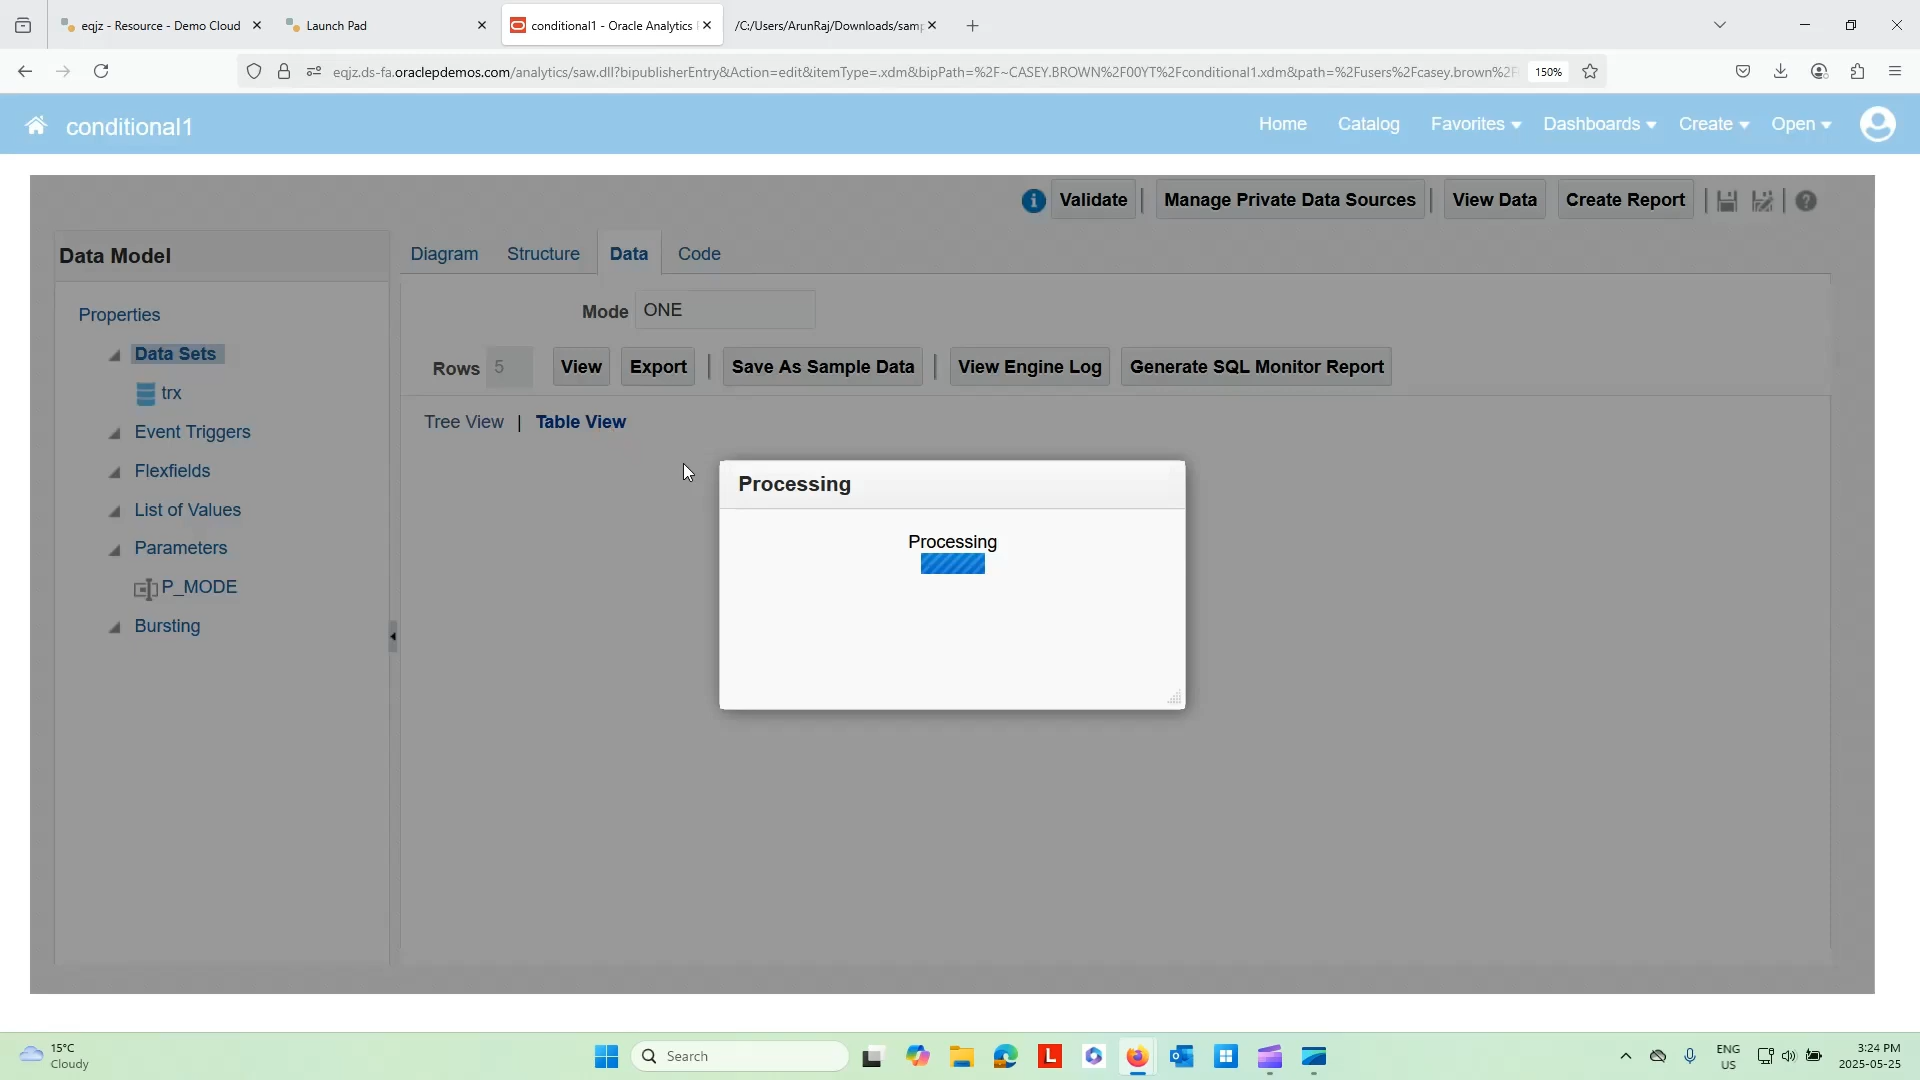 eqjz - Resource - Demo Cloud
Launch Pad
conditional1 - Oracle Analytics
/C:/Users/ArunRaj/Downloads/samp
eqjz.ds-fa.oraclepdemos.com/analytics/saw.dll?bipublisherEntry&Action=edit&itemType=.xdm&bipPath=%2F~CASEY.BROWN%2F00YT%2Fconditional1.xdm&path=%2Fusers%2Fcasey.brown%2F
150%
conditional1
Home Catalog Favorites Dashboards Create Open
Validate Manage Private Data Sources View Data Create Report
Data Model
Diagram Structure Data Code
Properties
Mode ONE
Data Sets
Rows 5 View Export Save As Sample Data View Engine Log Generate SQL Monitor Report
trx
Tree View | Table View
Event Triggers
Flexfields
Processing
List of Values
Processing
Parameters
P_MODE
Bursting
15°C
Cloudy
Search
ENG
US
3:24 PM
2025-05-25